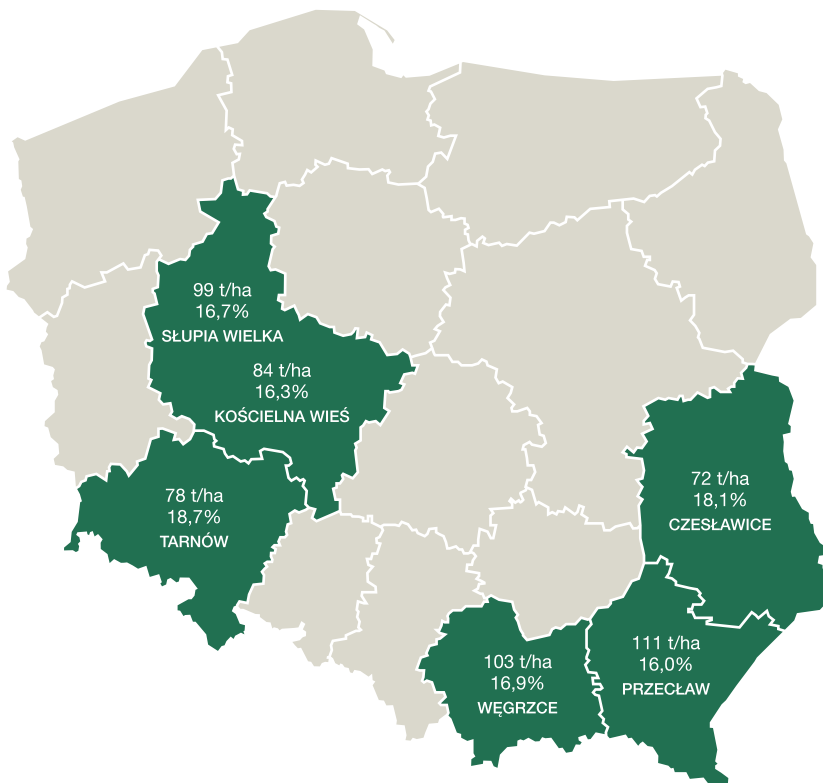 99 t/ha
16,7%
SŁUPIA WIELKA
84 t/ha
16,3%
KOŚCIELNA WIEŚ
78 t/ha
18,7%
TARNÓW
72 t/ha
18,1%
CZESŁAWICE
103 t/ha
16,9%
WĘGRZCE
111 t/ha
16,0%
PRZECŁAW